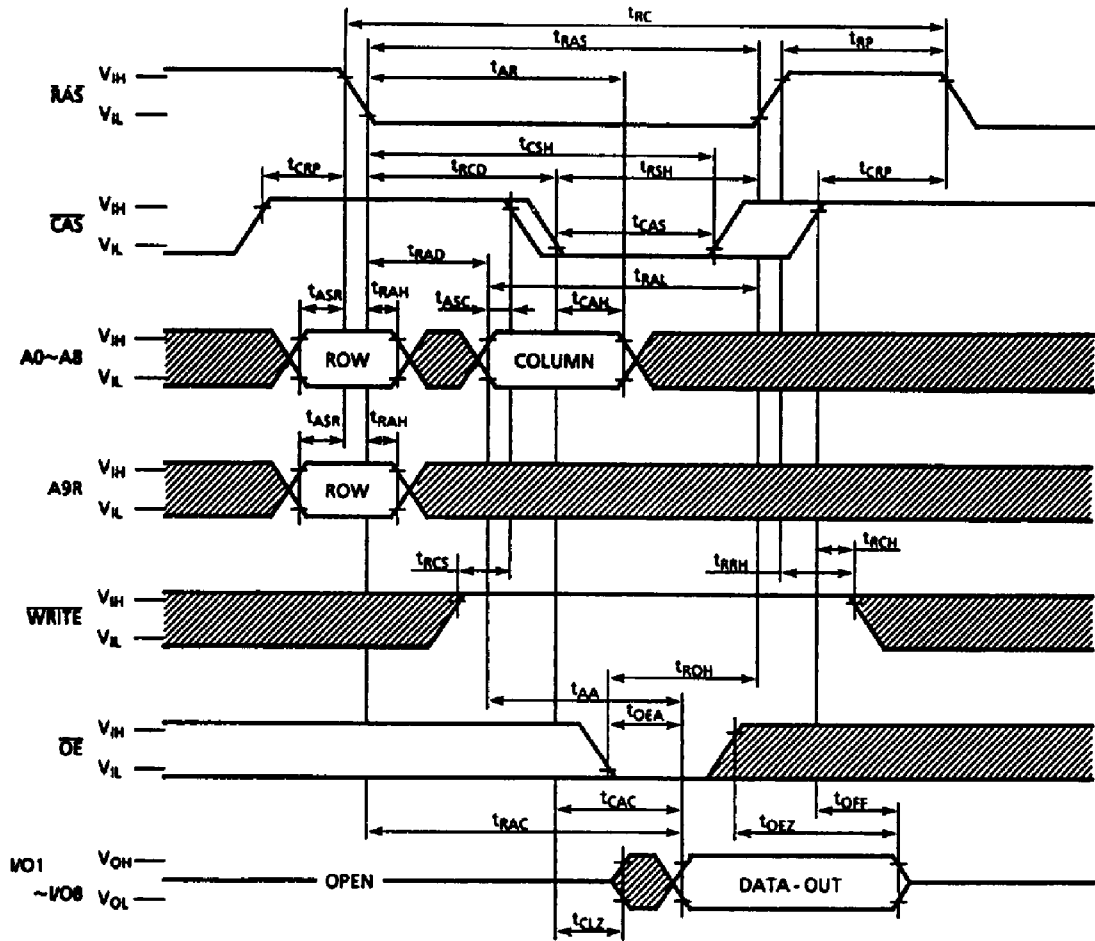 tRC
tRAS
tRP
tAR
RAS
VIH
VIL
tCSH
tCRP
tRCD
tRSH
tCRP
CAS
VIH
VIL
tCAS
tRAD
tRAL
tASR
tRAH
tASC
tCAH
A0~A8
VIH
VIL
ROW
COLUMN
tASR
tRAH
A9R
VIH
VIL
ROW
tRCS
tRCH
tRRH
WRITE
VIH
VIL
tROH
tAA
tOEA
OE
VIH
VIL
tCAC
tOFF
tRAC
tOEZ
I/O1
~I/O8
VOH
VOL
OPEN
DATA-OUT
tCLZ